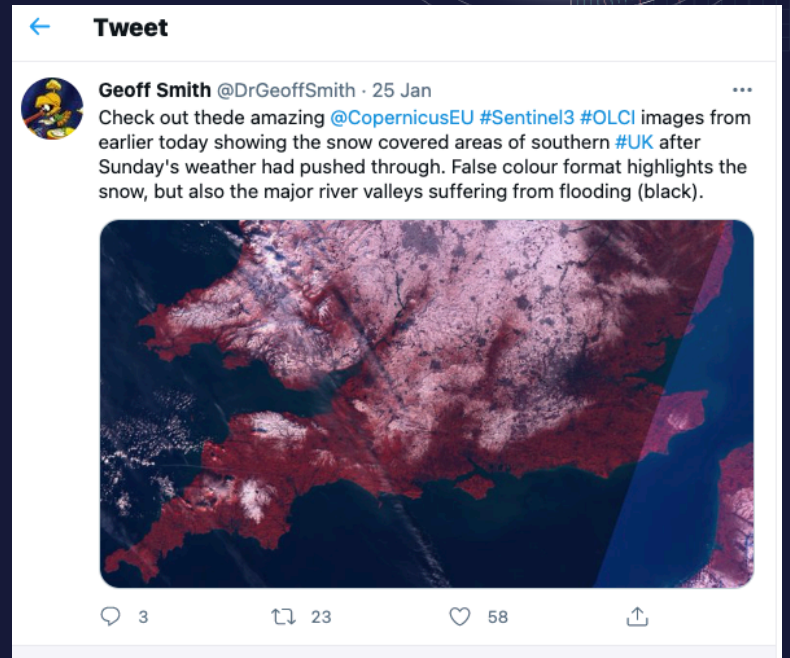 Tweet
Geoff Smith @DrGeoffSmith · 25 Jan
Check out thede amazing @CopernicusEU #Sentinel3 #OLCI images from
earlier today showing the snow covered areas of southern #UK after
Sunday's weather had pushed through. False colour format highlights the
snow, but also the major river valleys suffering from flooding (black).
3 23 58